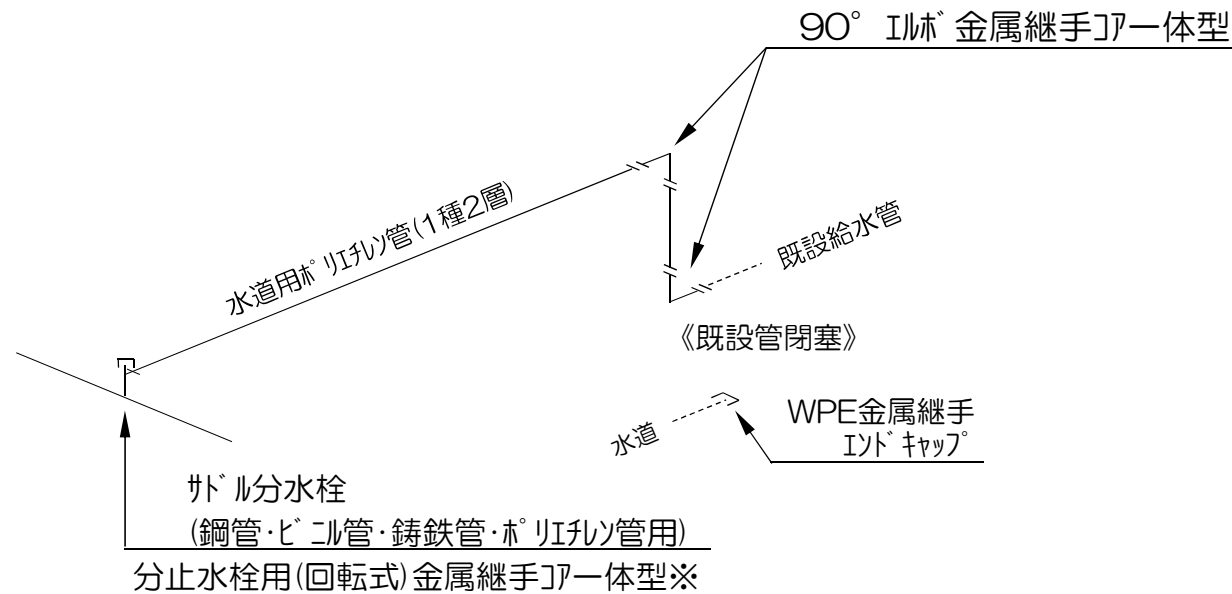 90° ｴﾙﾎﾞ金属継手ｺｱ一体型
水道用ﾎﾟﾘｴﾁﾚﾝ管(1種2層)
既設給水管
《既設管閉塞》
水道
WPE金属継手
ｴﾝﾄﾞｷｬｯﾌﾟ
ｻﾄﾞﾙ分水栓
(鋼管･ﾋﾞﾆﾙ管･鋳鉄管･ﾎﾟﾘｴﾁﾚﾝ管用)
分止水栓用(回転式)金属継手ｺｱ一体型※